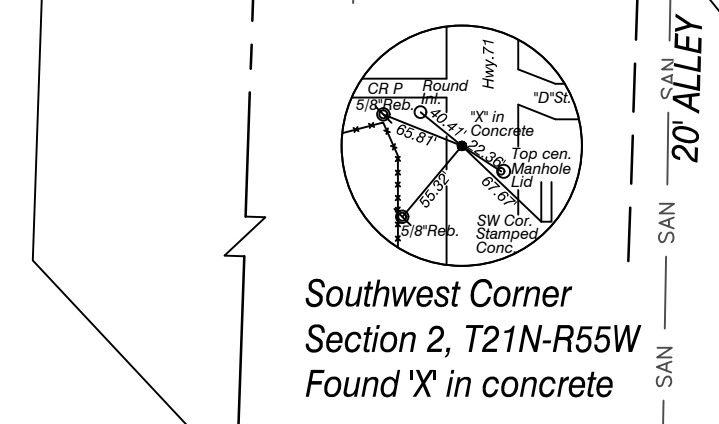 Hwy.71
CR P
Round
Inl.
5/8"Reb.
"D"St.
40.41'
"X" in
Concrete
65.81'
22.36'
Top cen.
Manhole
Lid
67.67'
55.32'
5/8"Reb.
SW Cor.
Stamped
Conc.
Southwest Corner
Section 2, T21N-R55W
Found 'X' in concrete
20' ALLEY
SAN
SAN
SAN